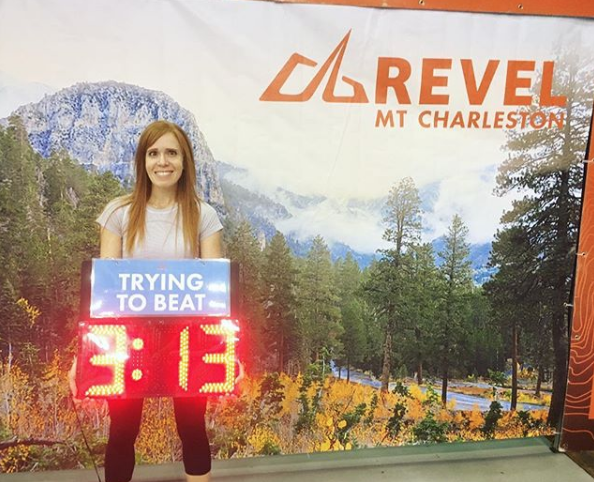 REVEL
MT CHARLESTON
TRYING
TO BEAT
3:13